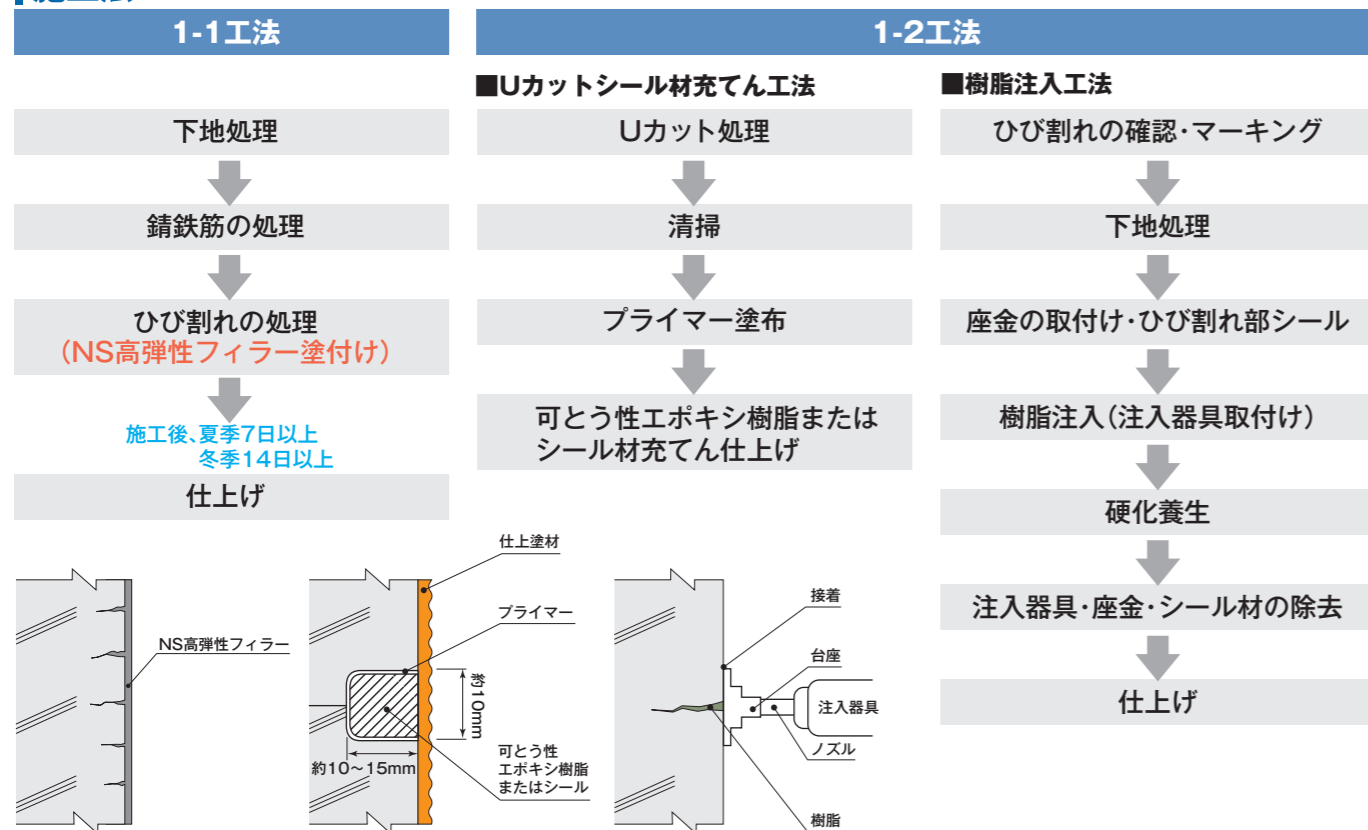 1-1工法
下地処理
錆鉄筋の処理
ひび割れの処理
（NS高弾性フィラー塗付け）
施工後、夏季7日以上
冬季14日以上
仕上げ
1-2工法
■Uカットシール材充てん工法
Uカット処理
清掃
プライマー塗布
可とう性エポキシ樹脂または
シール材充てん仕上げ
■樹脂注入工法
ひび割れの確認・マーキング
下地処理
座金の取付け・ひび割れ部シール
樹脂注入（注入器具取付け）
硬化養生
注入器具・座金・シール材の除去
仕上げ
NS高弾性フィラー
仕上塗材
プライマー
約10mm
約10～15mm
可とう性
エポキシ樹脂
またはシール
接着
台座
注入器具
ノズル
樹脂